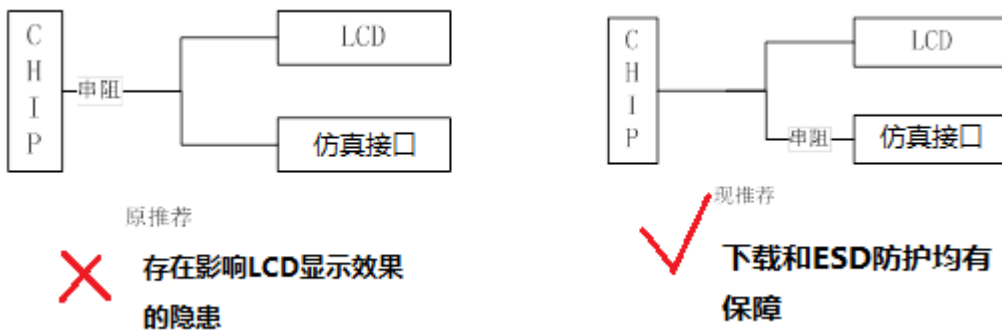 CHIP
串阻
LCD
仿真接口
原推荐
存在影响LCD显示效果
的隐患
CHIP
LCD
串阻
仿真接口
现推荐
下载和ESD防护均有
保障